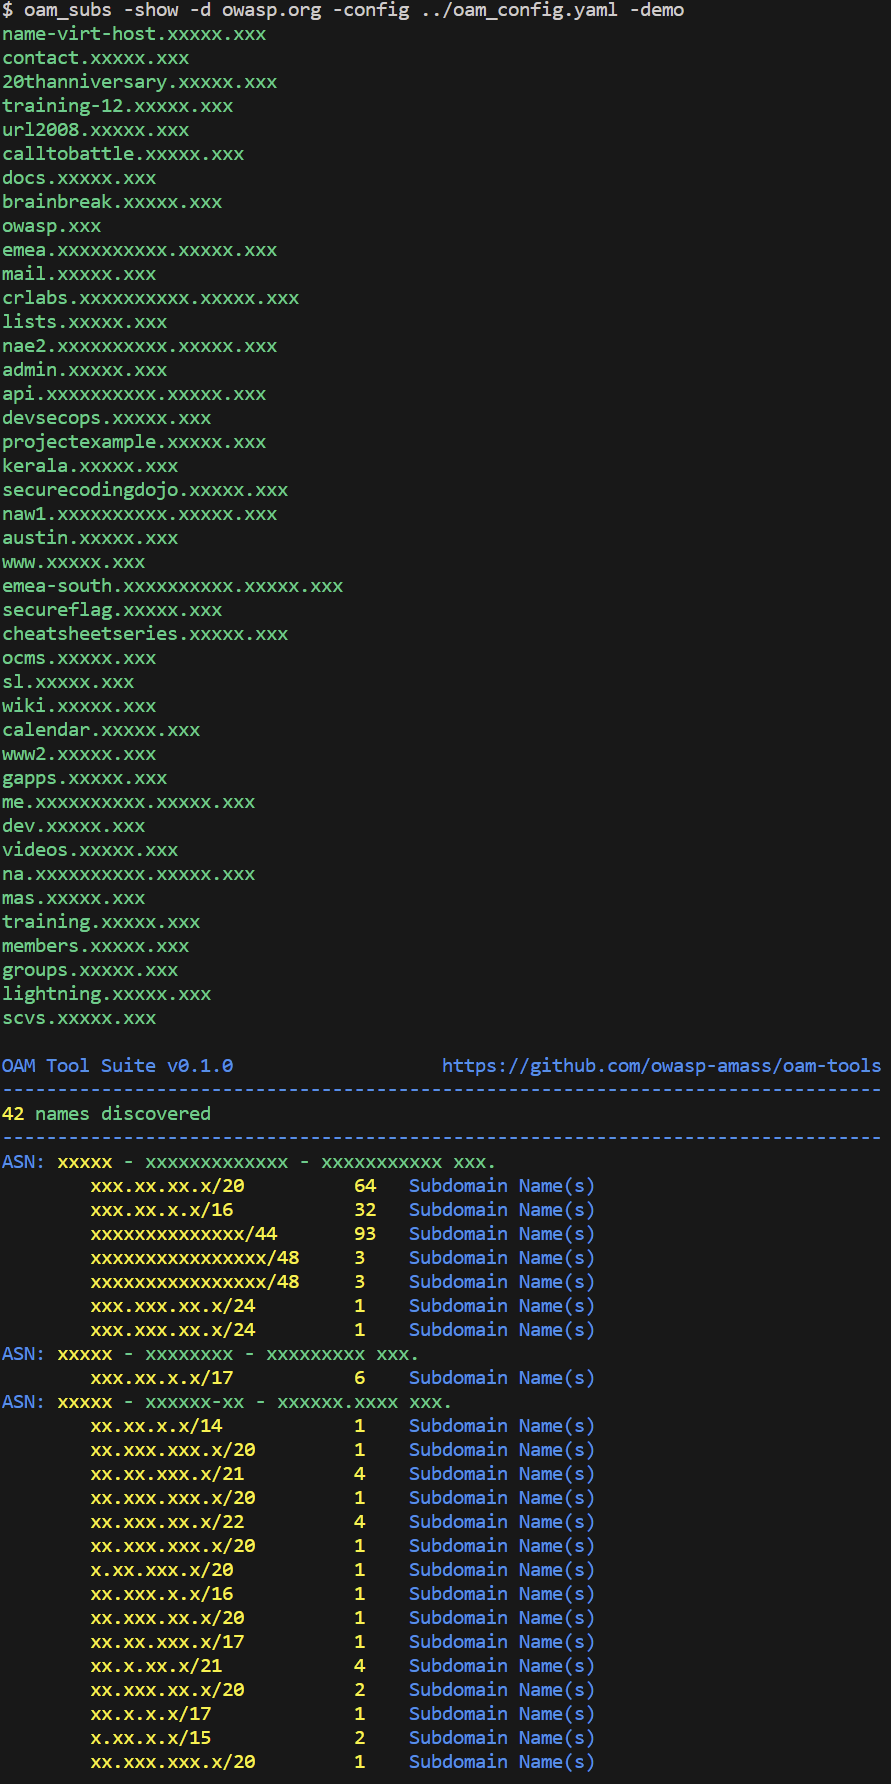 $ oam_subs -show -d owasp.org -config ../oam_config.yaml -demo
name-virt-host.xxxxx.xxx
contact.xxxxx.xxx
20thanniversary.xxxxx.xxx
training-12.xxxxx.xxx
url2008.xxxxx.xxx
calltobattle.xxxxx.xxx
docs.xxxxx.xxx
brainbreak.xxxxx.xxx
owasp.xxx
emea.xxxxxxxxxx.xxxxx.xxx
mail.xxxxx.xxx
crlabs.xxxxxxxxxx.xxxxx.xxx
lists.xxxxx.xxx
nae2.xxxxxxxxxx.xxxxx.xxx
admin.xxxxx.xxx
api.xxxxxxxxxx.xxxxx.xxx
devsecops.xxxxx.xxx
projectexample.xxxxx.xxx
kerala.xxxxx.xxx
securecodingdojo.xxxxx.xxx
naw1.xxxxxxxxxx.xxxxx.xxx
austin.xxxxx.xxx
www.xxxxx.xxx
emea-south.xxxxxxxxxx.xxxxx.xxx
secureflag.xxxxx.xxx
cheatsheetseries.xxxxx.xxx
ocms.xxxxx.xxx
sl.xxxxx.xxx
wiki.xxxxx.xxx
calendar.xxxxx.xxx
www2.xxxxx.xxx
gapps.xxxxx.xxx
me.xxxxxxxxxx.xxxxx.xxx
dev.xxxxx.xxx
videos.xxxxx.xxx
na.xxxxxxxxxx.xxxxx.xxx
mas.xxxxx.xxx
training.xxxxx.xxx
members.xxxxx.xxx
groups.xxxxx.xxx
lightning.xxxxx.xxx
scvs.xxxxx.xxx
OAM Tool Suite v0.1.0 https://github.com/owasp-amass/oam-tools
--------------------------------------------------------------------------------
42 names discovered
--------------------------------------------------------------------------------
ASN: xxxxx - xxxxxxxxxxxxx - xxxxxxxxxxx xxx.
xxx.xx.xx.x/20 64 Subdomain Name(s)
xxx.xx.x.x/16 32 Subdomain Name(s)
xxxxxxxxxxxxxx/44 93 Subdomain Name(s)
xxxxxxxxxxxxxxxx/48 3 Subdomain Name(s)
xxxxxxxxxxxxxxxx/48 3 Subdomain Name(s)
xxx.xxx.xx.x/24 1 Subdomain Name(s)
xxx.xxx.xx.x/24 1 Subdomain Name(s)
ASN: xxxxx - xxxxxxxx - xxxxxxxxx xxx.
xxx.xx.x.x/17 6 Subdomain Name(s)
ASN: xxxxx - xxxxxx-xx - xxxxxx.xxxx xxx.
xx.xx.x.x/14 1 Subdomain Name(s)
xx.xxx.xxx.x/20 1 Subdomain Name(s)
xx.xx.xxx.x/21 4 Subdomain Name(s)
xx.xxx.xxx.x/20 1 Subdomain Name(s)
xx.xxx.xx.x/22 4 Subdomain Name(s)
xx.xxx.xxx.x/20 1 Subdomain Name(s)
x.xx.xxx.x/20 1 Subdomain Name(s)
xx.xxx.x.x/16 1 Subdomain Name(s)
xx.xxx.xx.x/20 1 Subdomain Name(s)
xx.xx.xxx.x/17 1 Subdomain Name(s)
xx.x.xx.x/21 4 Subdomain Name(s)
xx.xxx.xx.x/20 2 Subdomain Name(s)
xx.x.x.x/17 1 Subdomain Name(s)
x.xx.x.x/15 2 Subdomain Name(s)
xx.xxx.xxx.x/20 1 Subdomain Name(s)